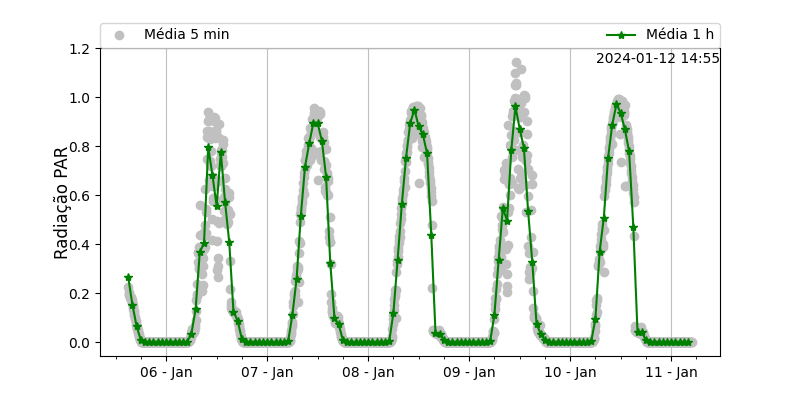 Média 5 min
Média 1 h
2024-01-12 14:55
Radiação PAR
1.2
1.0
0.8
0.6
0.4
0.2
0.0
06 - Jan
07 - Jan
08 - Jan
09 - Jan
10 - Jan
11 - Jan